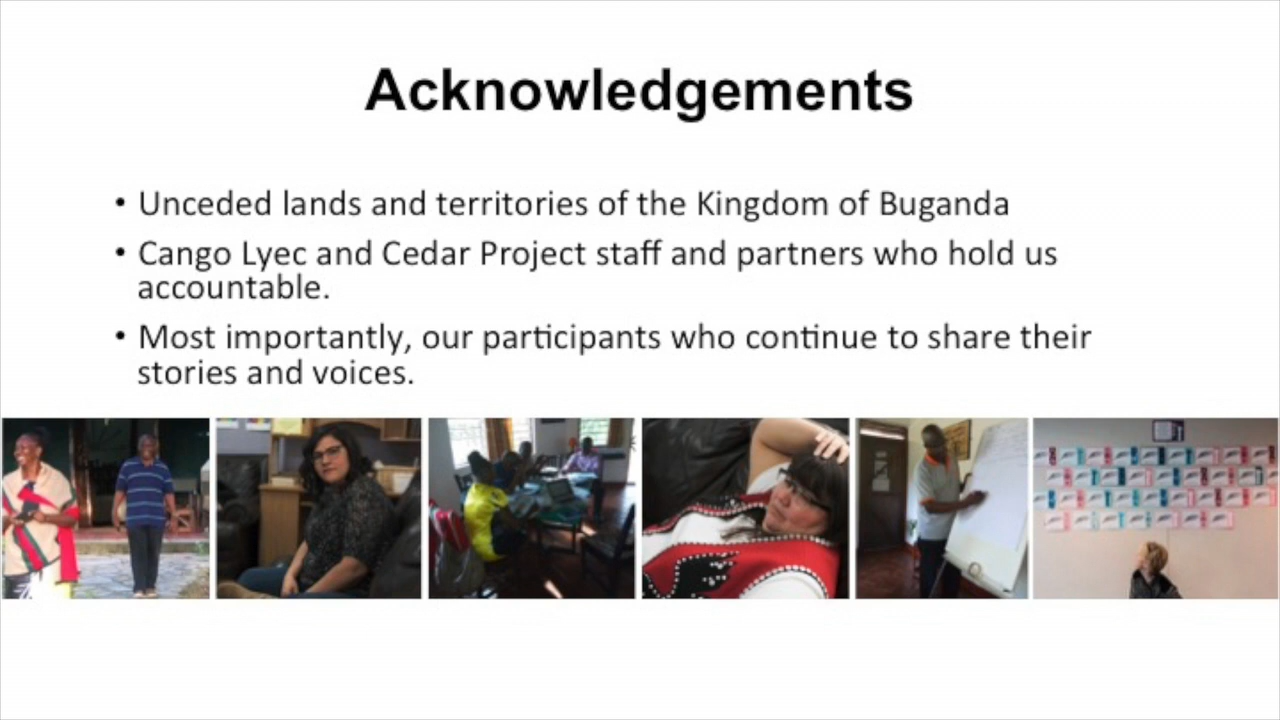 Acknowledgements
• Unceded lands and territories of the Kingdom of Buganda
• Cango Lyec and Cedar Project staff and partners who hold us
accountable.
• Most importantly, our participants who continue to share their
stories and voices.